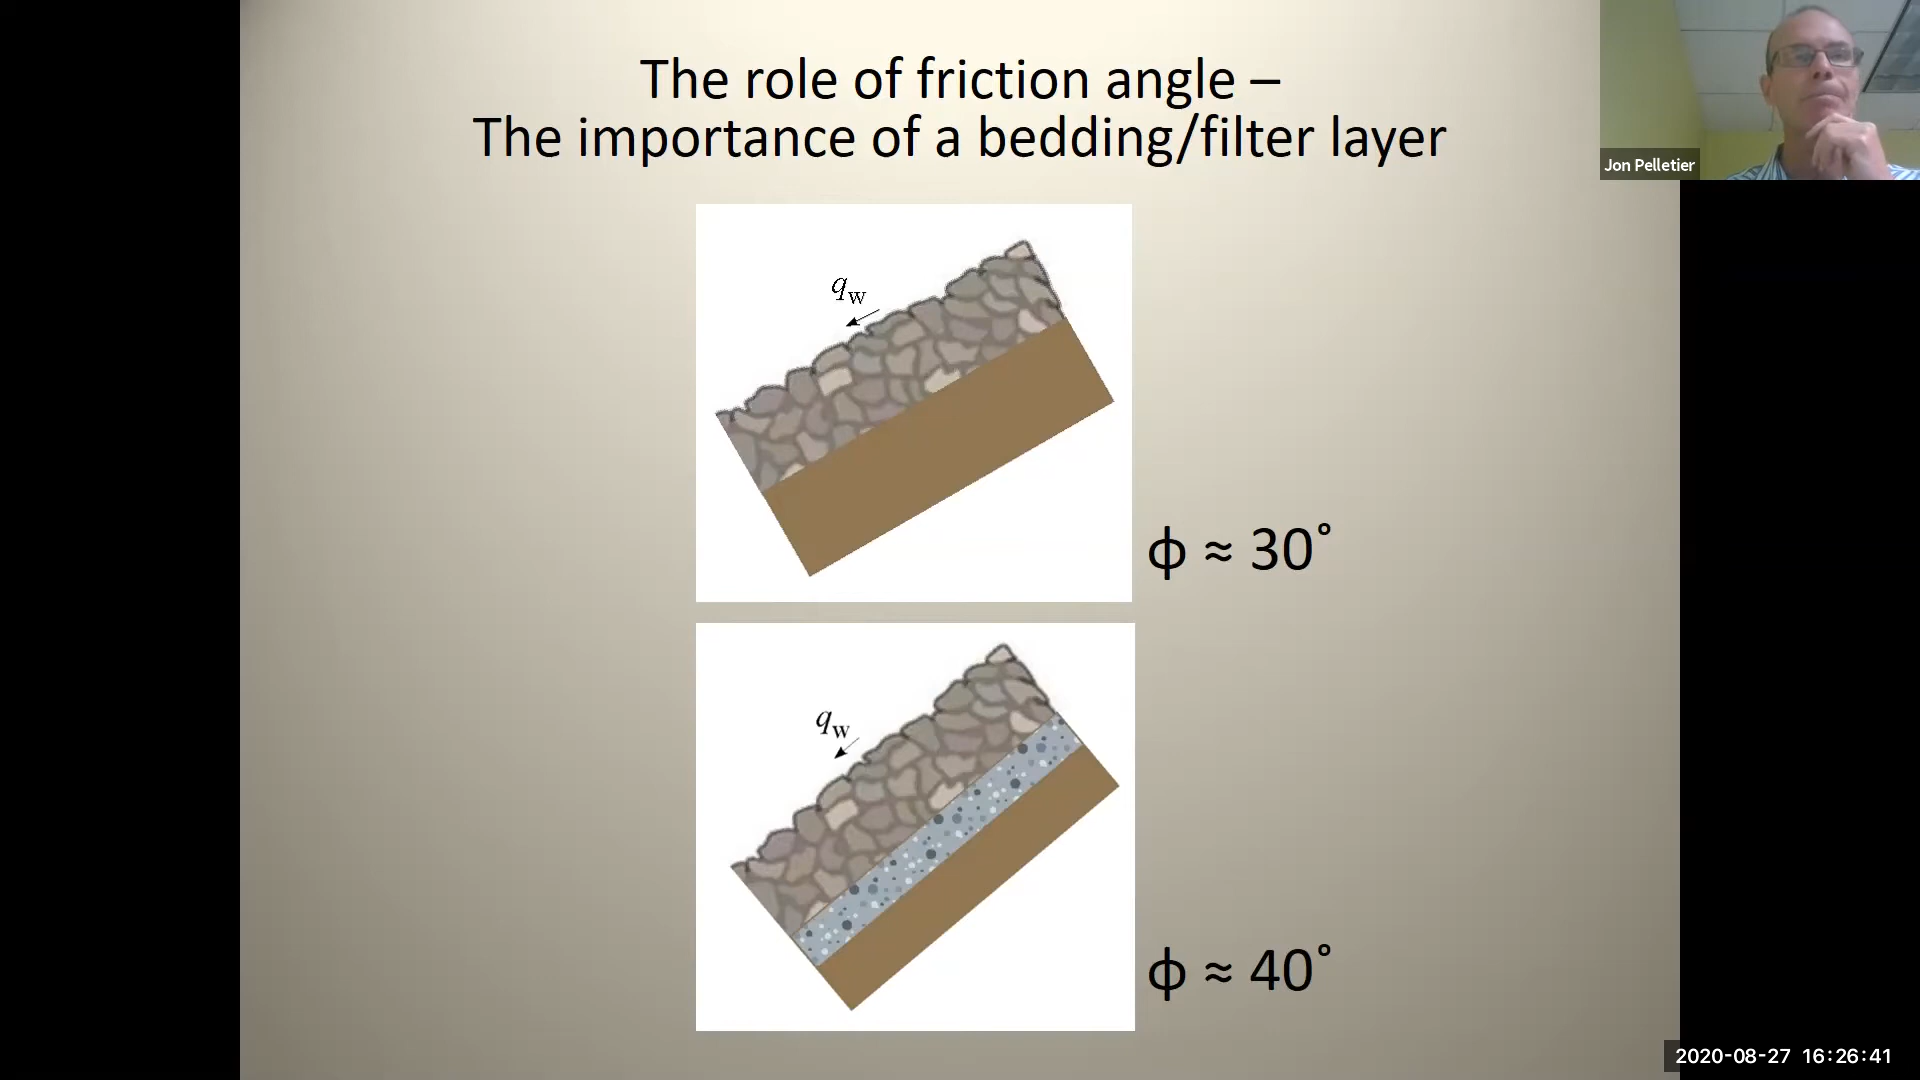 The role of friction angle –
The importance of a bedding/filter layer
Jon Pelletier
qw
ϕ ≈ 30˚
qw
ϕ ≈ 40˚
2020-08-27 16:26:41